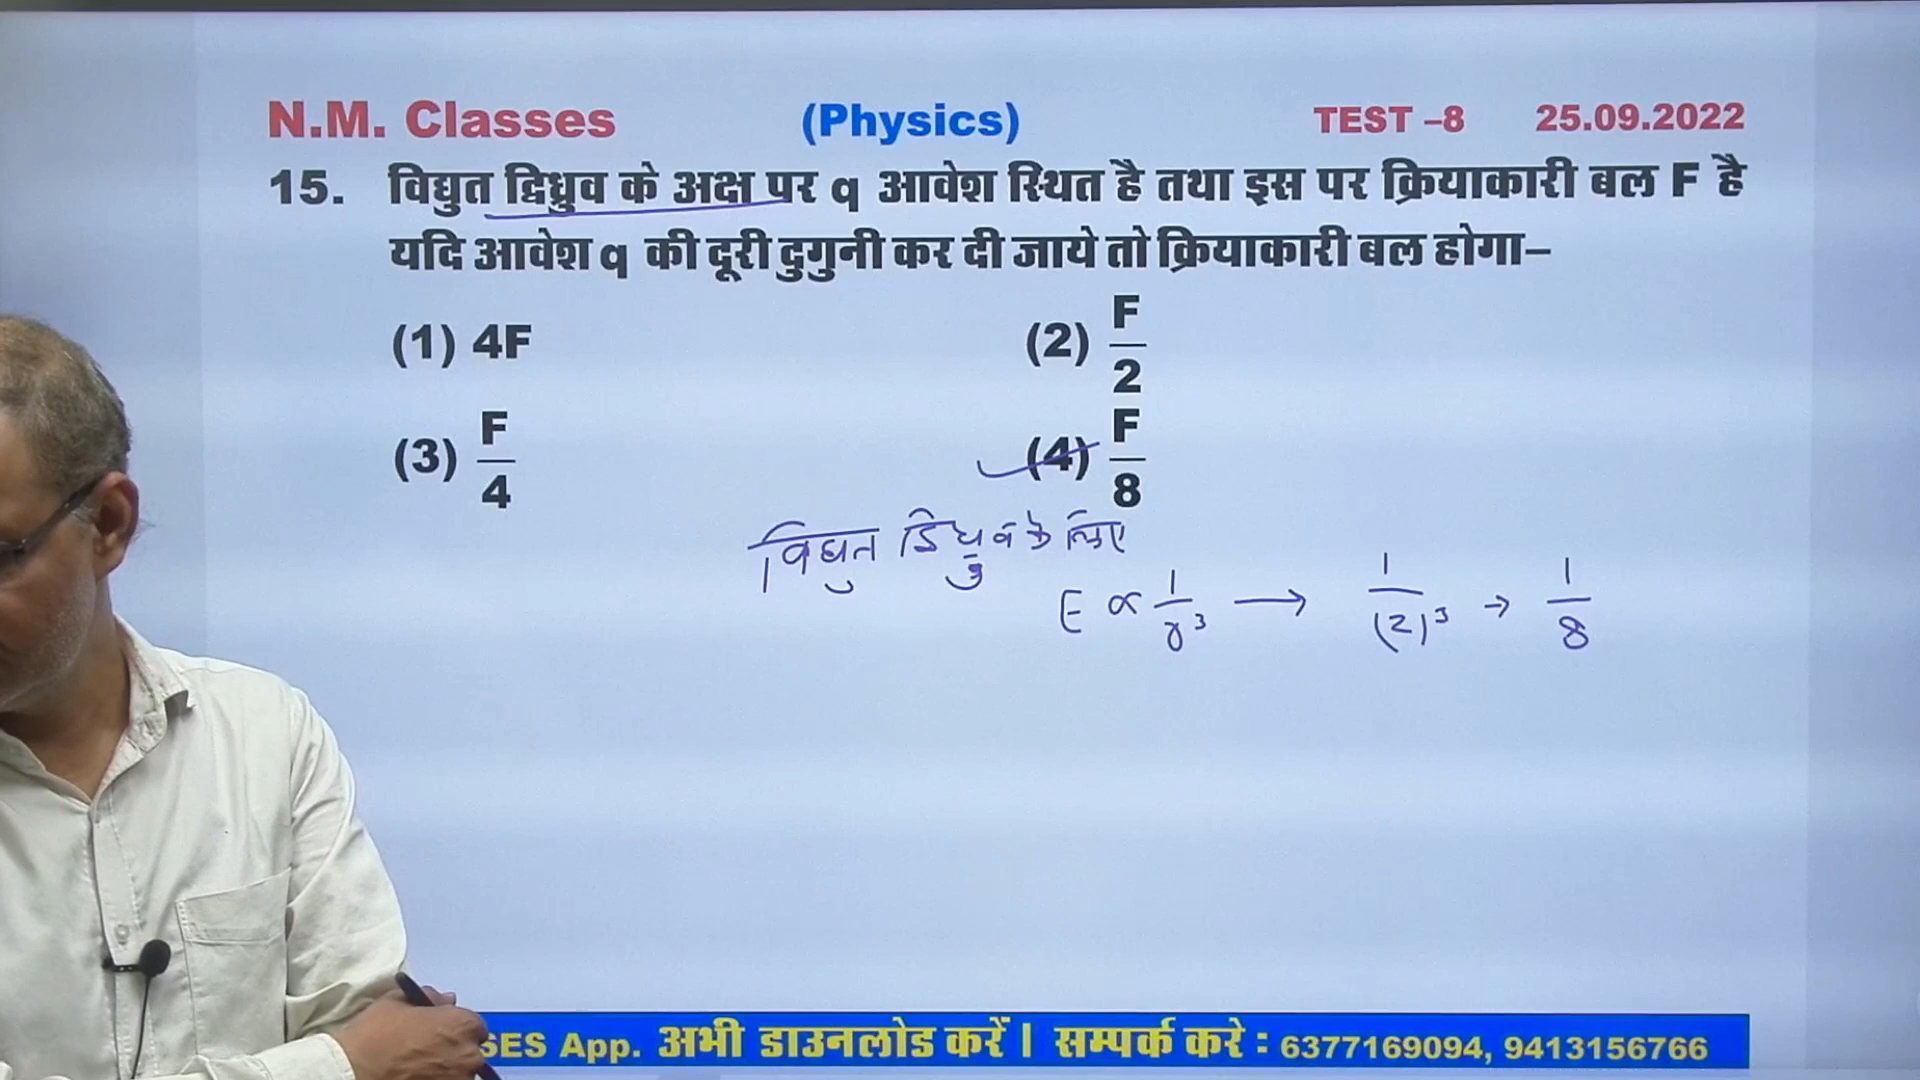 N.M. Classes (Physics) TEST –8 25.09.2022
15. विद्युत द्विध्रुव के अक्ष पर q आवेश स्थित है तथा इस पर क्रियाकारी बल F है
यदि आवेश q की दूरी दुगुनी कर दी जाये तो क्रियाकारी बल होगा–
(1) 4F (2) F/2
(3) F/4 (4) F/8
विद्युत द्विध्रुव के लिए
E ∝ 1/r³ → 1/(2)³ → 1/8
SES App. अभी डाउनलोड करें। सम्पर्क करे : 6377169094, 9413156766